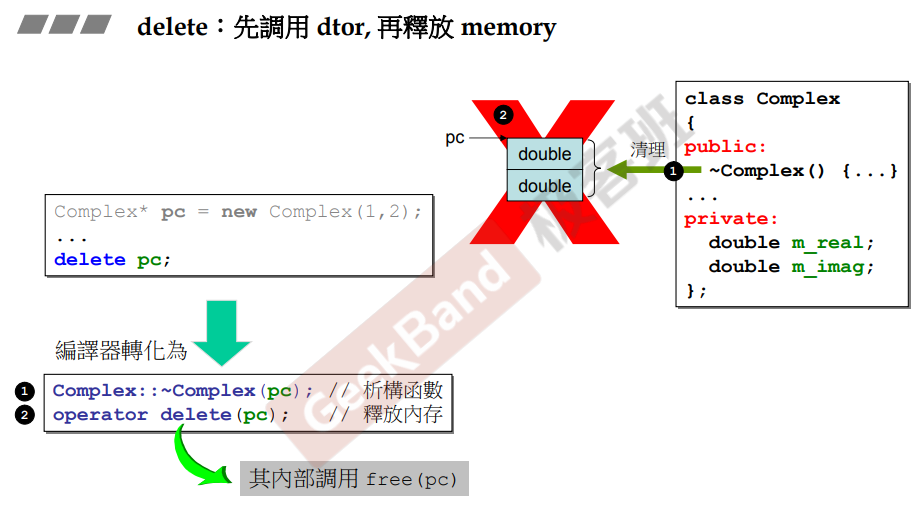 delete：先調用 dtor, 再釋放 memory
class Complex
{
public:
~Complex() {...}
...
private:
double m_real;
double m_imag;
};
2
pc
double
double
清理
1
Complex* pc = new Complex(1,2);
...
delete pc;
編譯器轉化為
1 Complex::~Complex(pc); // 析構函數
2 operator delete(pc); // 釋放內存
其內部調用 free(pc)
GeekBand 极客班